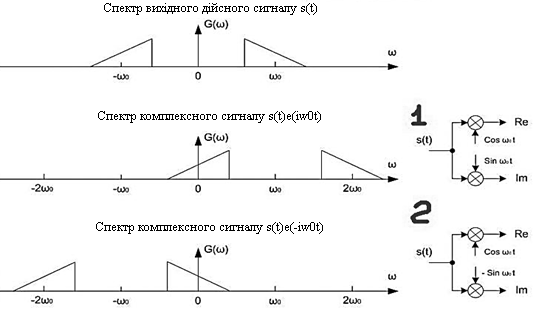 Спектр вихідного дійсного сигналу s(t)
G(ω)
ω
-ω₀ 0 ω₀
Спектр комплексного сигналу s(t)e(iw0t)
G(ω)
ω
-2ω₀ -ω₀ 0 ω₀ 2ω₀
1
Re
s(t)
Cos ω₀t
Sin ω₀t
Im
Спектр комплексного сигналу s(t)e(-iw0t)
G(ω)
ω
-2ω₀ -ω₀ 0 ω₀ 2ω₀
2
Re
s(t)
Cos ω₀t
- Sin ω₀t
Im